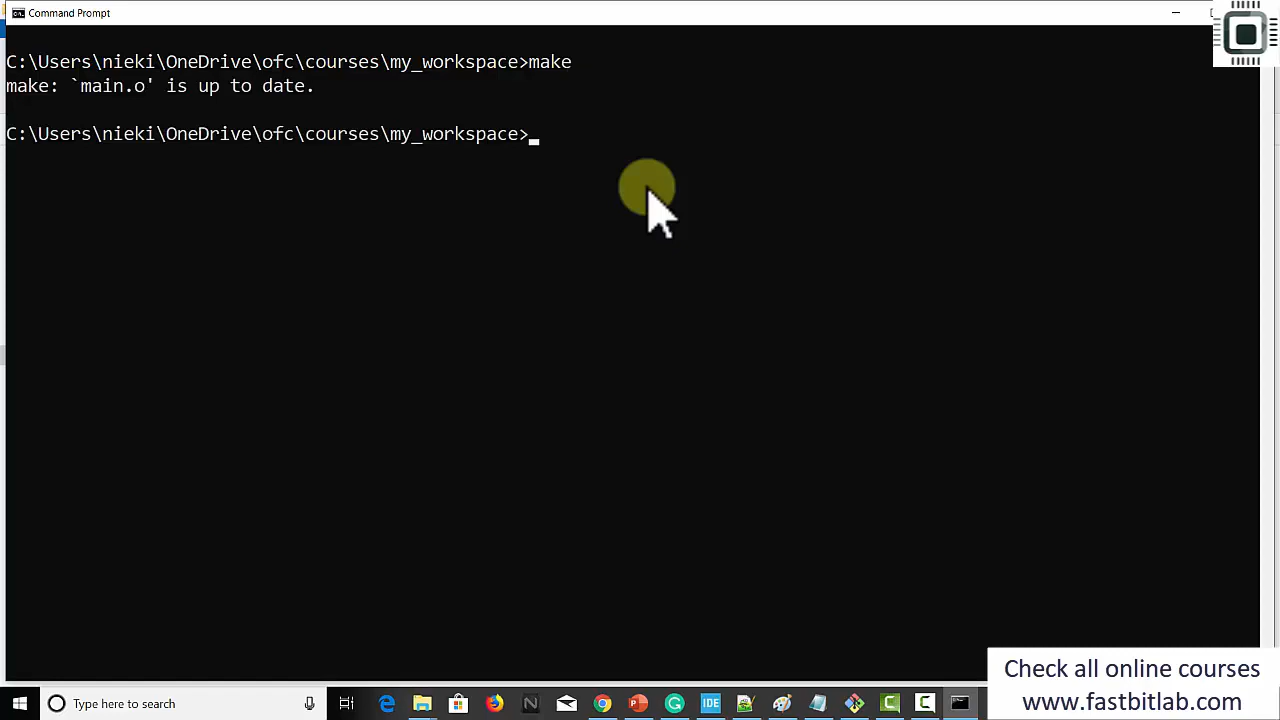 Command Prompt
C:\Users\nieki\OneDrive\ofc\courses\my_workspace>make
make: `main.o' is up to date.
C:\Users\nieki\OneDrive\ofc\courses\my_workspace>
Check all online courses
www.fastbitlab.com
Type here to search
N
IDE